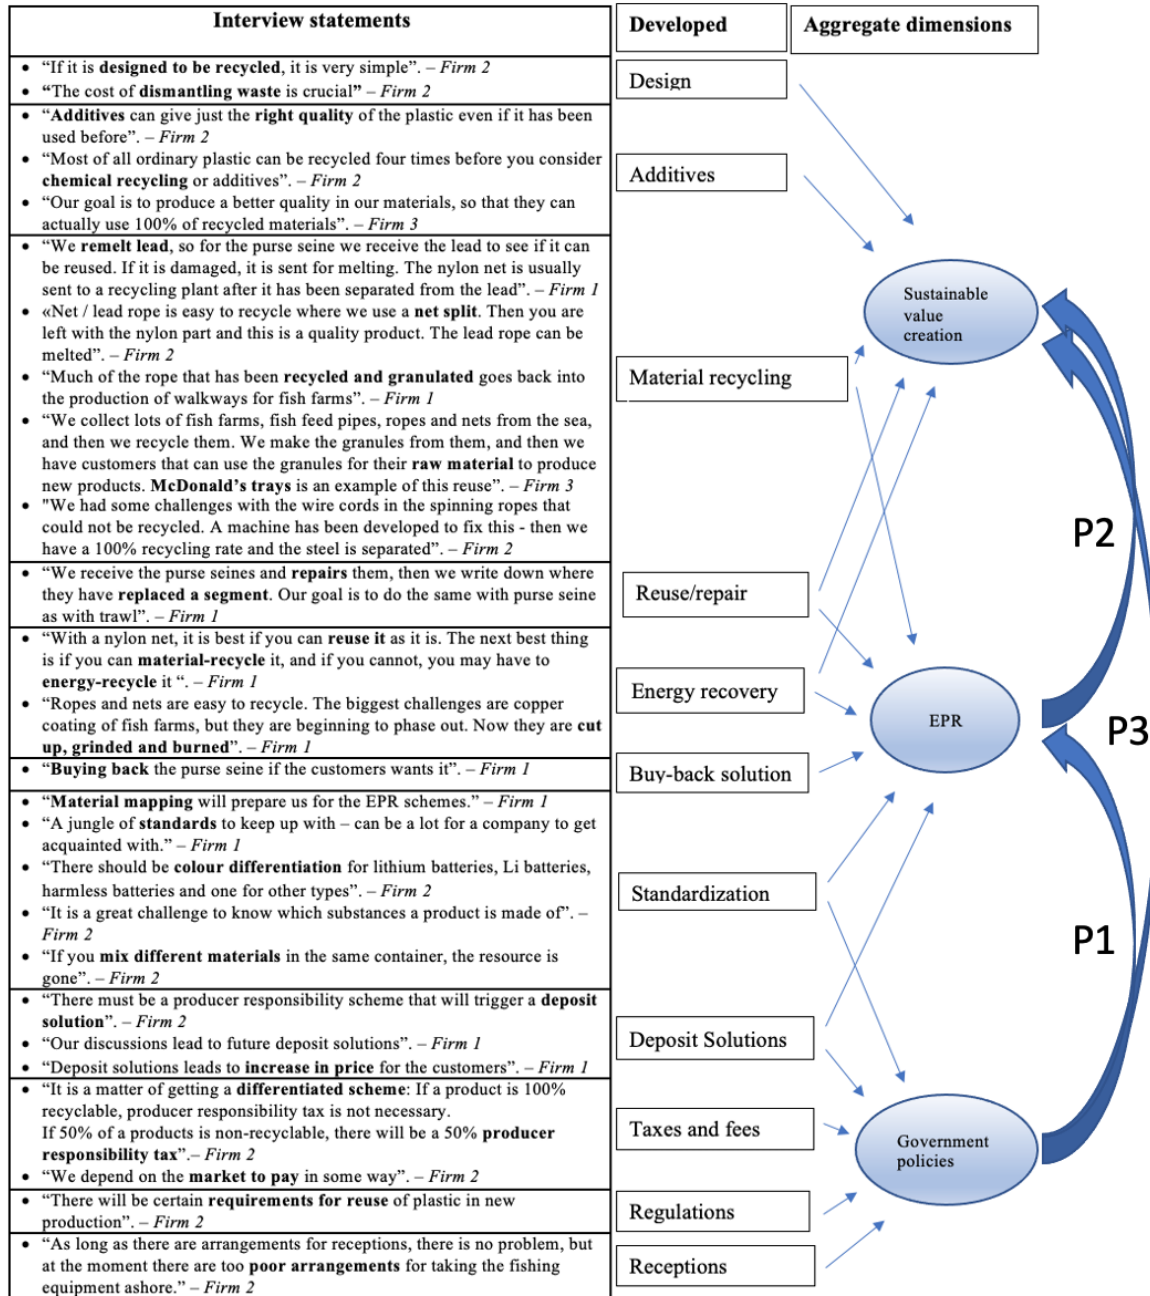 Interview statements
• “If it is designed to be recycled, it is very simple”. – Firm 2
• “The cost of dismantling waste is crucial” – Firm 2
• “Additives can give just the right quality of the plastic even if it has been
used before”. – Firm 2
• “Most of all ordinary plastic can be recycled four times before you consider
chemical recycling or additives”. – Firm 2
• “Our goal is to produce a better quality in our materials, so that they can
actually use 100% of recycled materials”. – Firm 3
• “We remelt lead, so for the purse seine we receive the lead to see if it can
be reused. If it is damaged, it is sent for melting. The nylon net is usually
sent to a recycling plant after it has been separated from the lead”. – Firm 1
• «Net / lead rope is easy to recycle where we use a net split. Then you are
left with the nylon part and this is a quality product. The lead rope can be
melted”. – Firm 2
• “Much of the rope that has been recycled and granulated goes back into
the production of walkways for fish farms”. – Firm 1
• “We collect lots of fish farms, fish feed pipes, ropes and nets from the sea,
and then we recycle them. We make the granules from them, and then we
have customers that can use the granules for their raw material to produce
new products. McDonald’s trays is an example of this reuse”. – Firm 3
• "We had some challenges with the wire cords in the spinning ropes that
could not be recycled. A machine has been developed to fix this - then we
have a 100% recycling rate and the steel is separated”. – Firm 2
• “We receive the purse seines and repairs them, then we write down where
they have replaced a segment. Our goal is to do the same with purse seine
as with trawl”. – Firm 1
• “With a nylon net, it is best if you can reuse it as it is. The next best thing
is if you can material-recycle it, and if you cannot, you may have to
energy-recycle it “. – Firm 1
• “Ropes and nets are easy to recycle. The biggest challenges are copper
coating of fish farms, but they are beginning to phase out. Now they are cut
up, grinded and burned”. – Firm 1
• “Buying back the purse seine if the customers wants it”. – Firm 1
• “Material mapping will prepare us for the EPR schemes.” – Firm 1
• “A jungle of standards to keep up with – can be a lot for a company to get
acquainted with.” – Firm 1
• “There should be colour differentiation for lithium batteries, Li batteries,
harmless batteries and one for other types”. – Firm 2
• “It is a great challenge to know which substances a product is made of”. –
Firm 2
• “If you mix different materials in the same container, the resource is
gone”. – Firm 2
• “There must be a producer responsibility scheme that will trigger a deposit
solution”. – Firm 2
• “Our discussions lead to future deposit solutions”. – Firm 1
• “Deposit solutions leads to increase in price for the customers”. – Firm 1
• “It is a matter of getting a differentiated scheme: If a product is 100%
recyclable, producer responsibility tax is not necessary.
If 50% of a products is non-recyclable, there will be a 50% producer
responsibility tax”.– Firm 2
• “We depend on the market to pay in some way”. – Firm 2
• “There will be certain requirements for reuse of plastic in new
production”. – Firm 2
• “As long as there are arrangements for receptions, there is no problem, but
at the moment there are too poor arrangements for taking the fishing
equipment ashore.” – Firm 2
Developed
Design
Additives
Material recycling
Reuse/repair
Energy recovery
Buy-back solution
Standardization
Deposit Solutions
Taxes and fees
Regulations
Receptions
Aggregate dimensions
Sustainable
value
creation
EPR
Government
policies
P2
P3
P1